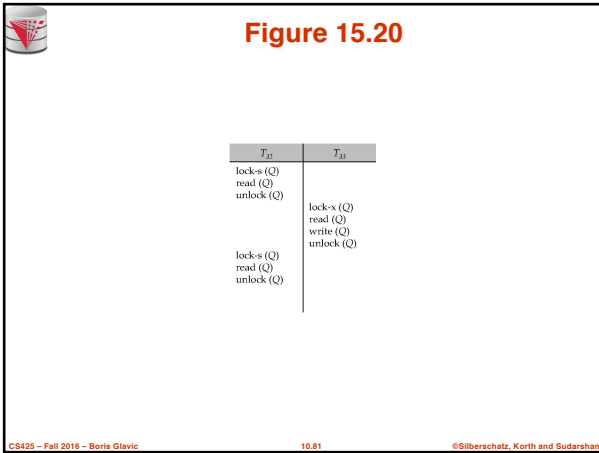 Figure 15.20
T32 T33
lock-s (Q)
read (Q)
unlock (Q)
lock-x (Q)
read (Q)
write (Q)
unlock (Q)
lock-s (Q)
read (Q)
unlock (Q)
CS425 – Fall 2016 – Boris Glavic 10.81 ©Silberschatz, Korth and Sudarshan